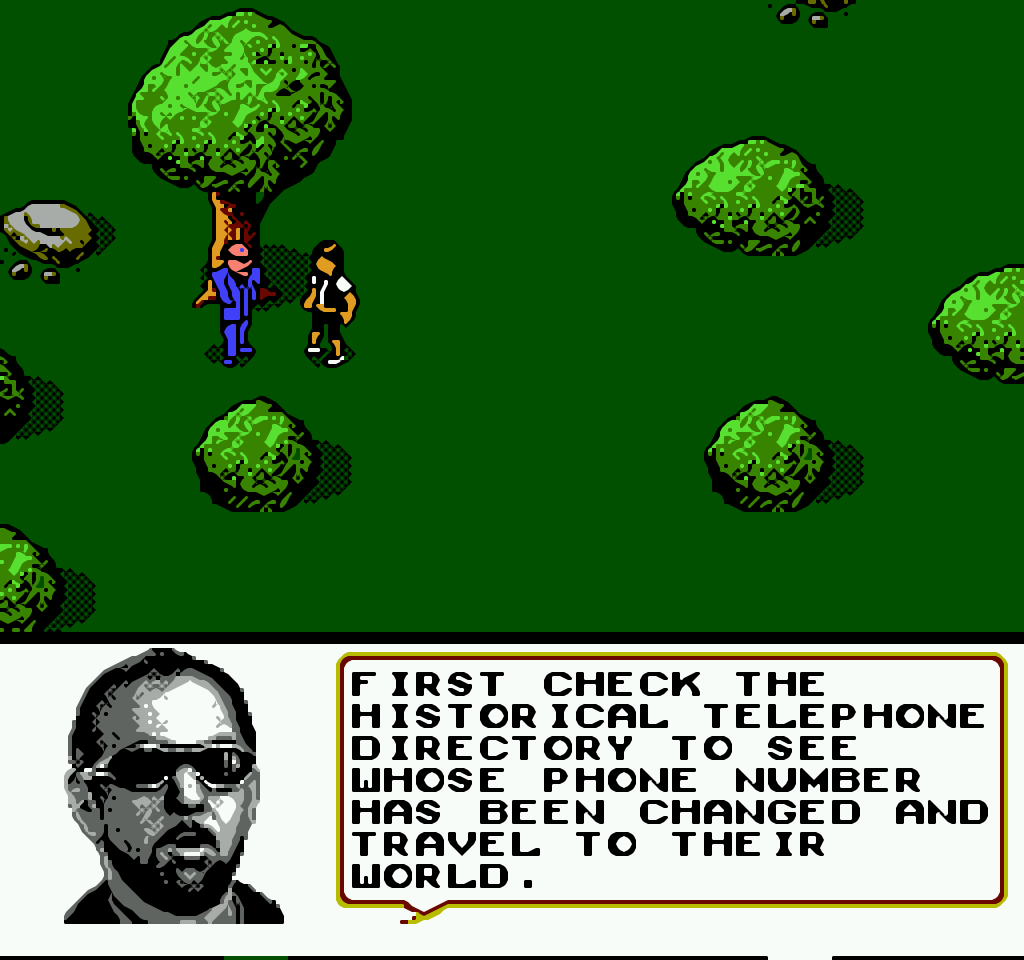 FIRST CHECK THE
HISTORICAL TELEPHONE
DIRECTORY TO SEE
WHOSE PHONE NUMBER
HAS BEEN CHANGED AND
TRAVEL TO THEIR
WORLD.